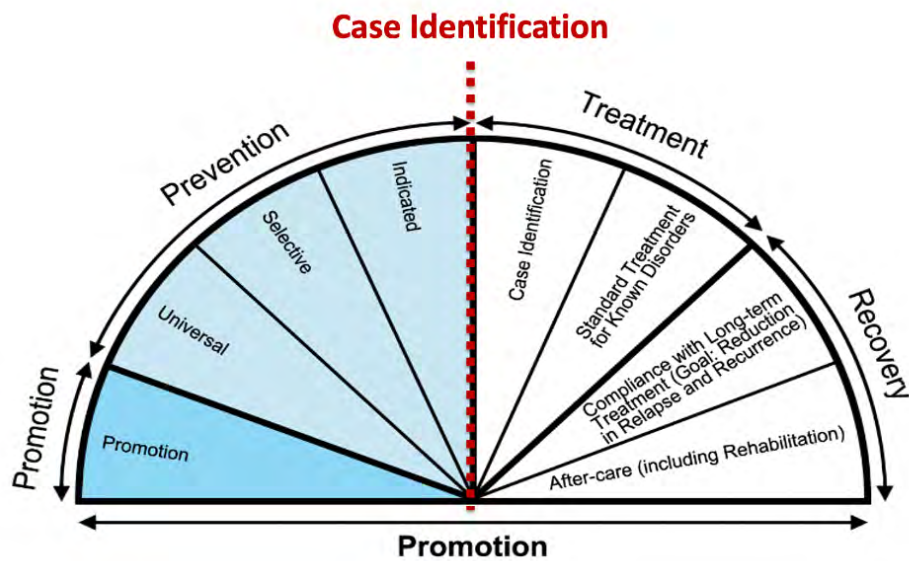 Case Identification
Prevention
Treatment
Recovery
Promotion
Promotion
Universal
Selective
Indicated
Case Identification
Standard Treatment
for Known Disorders
Compliance with Long-term
Treatment (Goal: Reduction
in Relapse and Recurrence)
After-care (including Rehabilitation)
Promotion